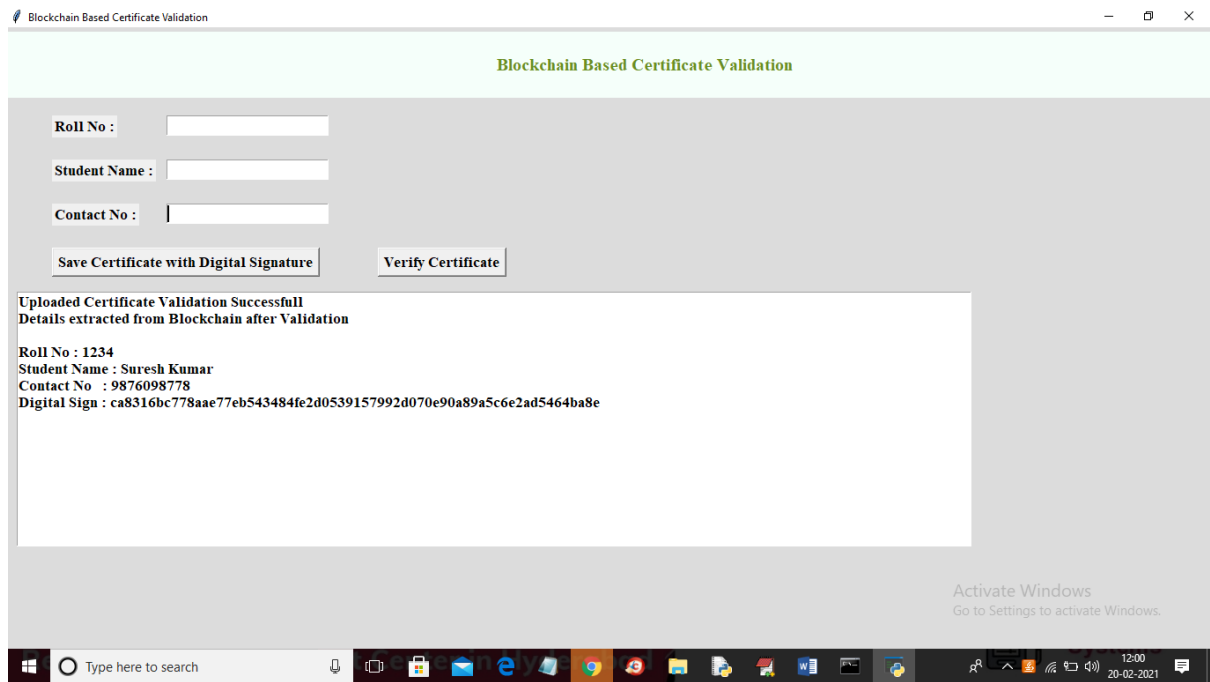 Blockchain Based Certificate Validation
Blockchain Based Certificate Validation
Roll No :
Student Name :
Contact No :
Save Certificate with Digital Signature
Verify Certificate
Uploaded Certificate Validation Successfull
Details extracted from Blockchain after Validation
Roll No : 1234
Student Name : Suresh Kumar
Contact No : 9876098778
Digital Sign : ca8316bc778aae77eb543484fe2d0539157992d070e90a89a5c6e2ad5464ba8e
Activate Windows
Go to Settings to activate Windows.
Type here to search
12:00
20-02-2021